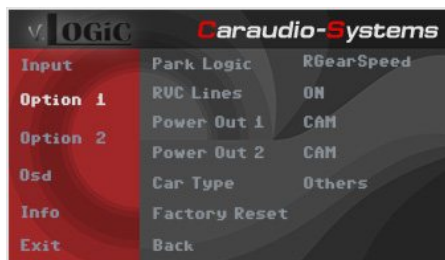 v.LOGiC Caraudio-Systems
Input Park Logic RGearSpeed
Option 1 RVC Lines ON
Power Out 1 CAM
Option 2 Power Out 2 CAM
Osd Car Type Others
Info Factory Reset
Exit Back